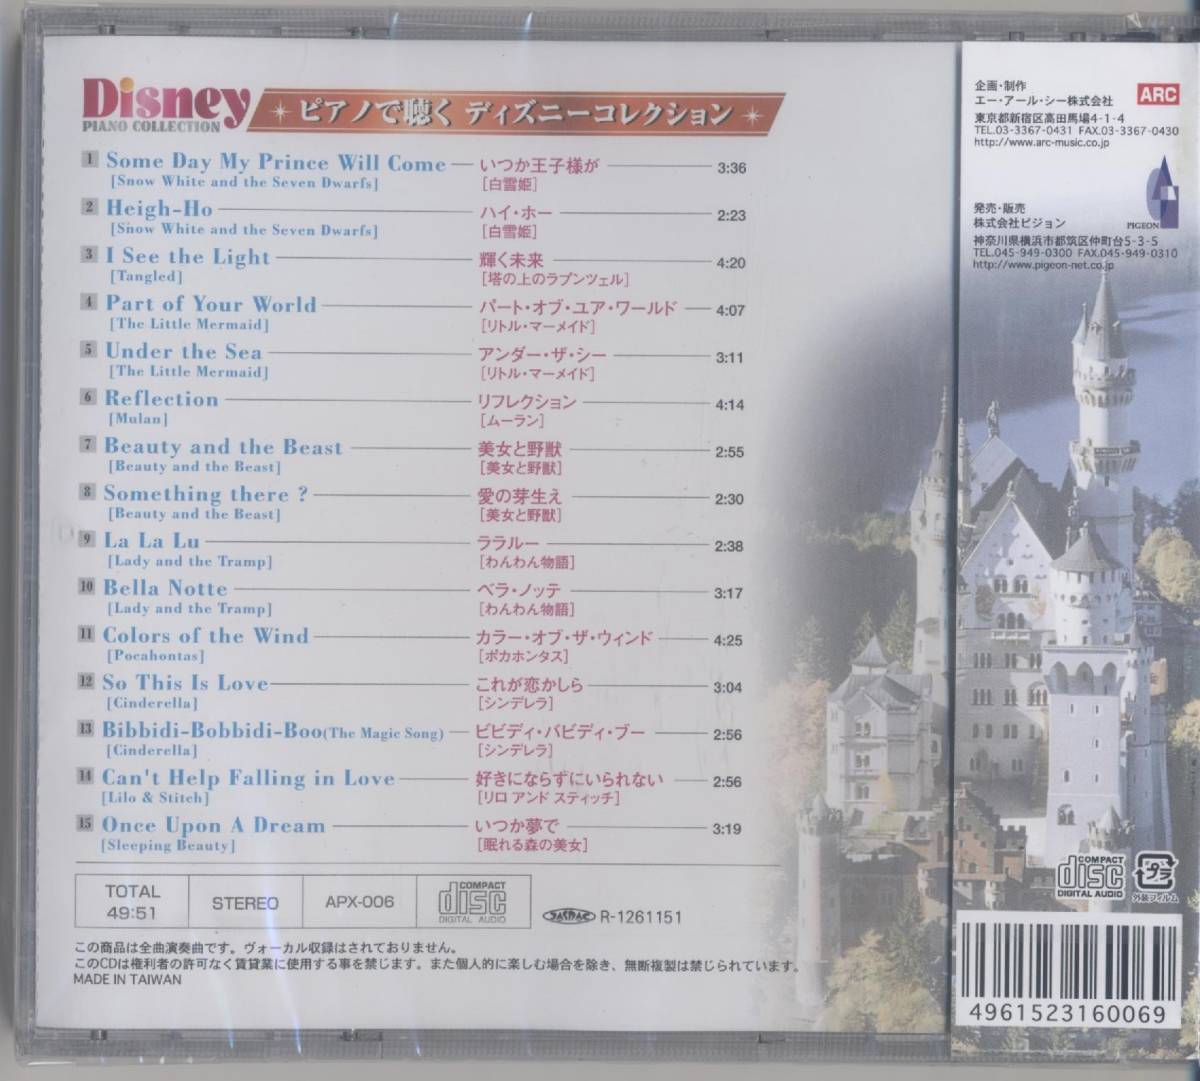 Disney
PIANO COLLECTION
ピアノで聴く ディズニーコレクション
1 Some Day My Prince Will Come いつか王子様が 3:36
[Snow White and the Seven Dwarfs] [白雪姫]
2 Heigh-Ho ハイ・ホー 2:23
[Snow White and the Seven Dwarfs] [白雪姫]
3 I See the Light 輝く未来 4:20
[Tangled] [塔の上のラプンツェル]
4 Part of Your World パート・オブ・ユア・ワールド 4:07
[The Little Mermaid] [リトル・マーメイド]
5 Under the Sea アンダー・ザ・シー 3:11
[The Little Mermaid] [リトル・マーメイド]
6 Reflection リフレクション 4:14
[Mulan] [ムーラン]
7 Beauty and the Beast 美女と野獣 2:55
[Beauty and the Beast] [美女と野獣]
8 Something there ? 愛の芽生え 2:30
[Beauty and the Beast] [美女と野獣]
9 La La Lu ララルー 2:38
[Lady and the Tramp] [わんわん物語]
10 Bella Notte ベラ・ノッテ 3:17
[Lady and the Tramp] [わんわん物語]
11 Colors of the Wind カラー・オブ・ザ・ウィンド 4:25
[Pocahontas] [ポカホンタス]
12 So This Is Love これが恋かしら 3:04
[Cinderella] [シンデレラ]
13 Bibbidi-Bobbidi-Boo(The Magic Song) ビビディ・バビディ・ブー 2:56
[Cinderella] [シンデレラ]
14 Can't Help Falling in Love 好きにならずにいられない 2:56
[Lilo & Stitch] [リロ アンド スティッチ]
15 Once Upon A Dream いつか夢で 3:19
[Sleeping Beauty] [眠れる森の美女]
TOTAL
49:51
STEREO
APX-006
COMPACT
disc
DIGITAL AUDIO
JASRAC R-1261151
この商品は全曲演奏曲です。ヴォーカル収録はされておりません。
このCDは権利者の許可なく賃貸業に使用する事を禁じます。また個人的に楽しむ場合を除き、無断複製は禁じられています。
MADE IN TAIWAN
企画・制作
エー・アール・シー株式会社
ARC
東京都新宿区高田馬場4-1-4
TEL.03-3367-0431 FAX.03-3367-0430
http://www.arc-music.co.jp
発売・販売
株式会社ピジョン
PIGEON
神奈川県横浜市都筑区仲町台5-3-5
TEL.045-949-0300 FAX.045-949-0310
http://www.pigeon-net.co.jp
COMPACT
disc
DIGITAL AUDIO
プラ
外装フィルム
4961523160069